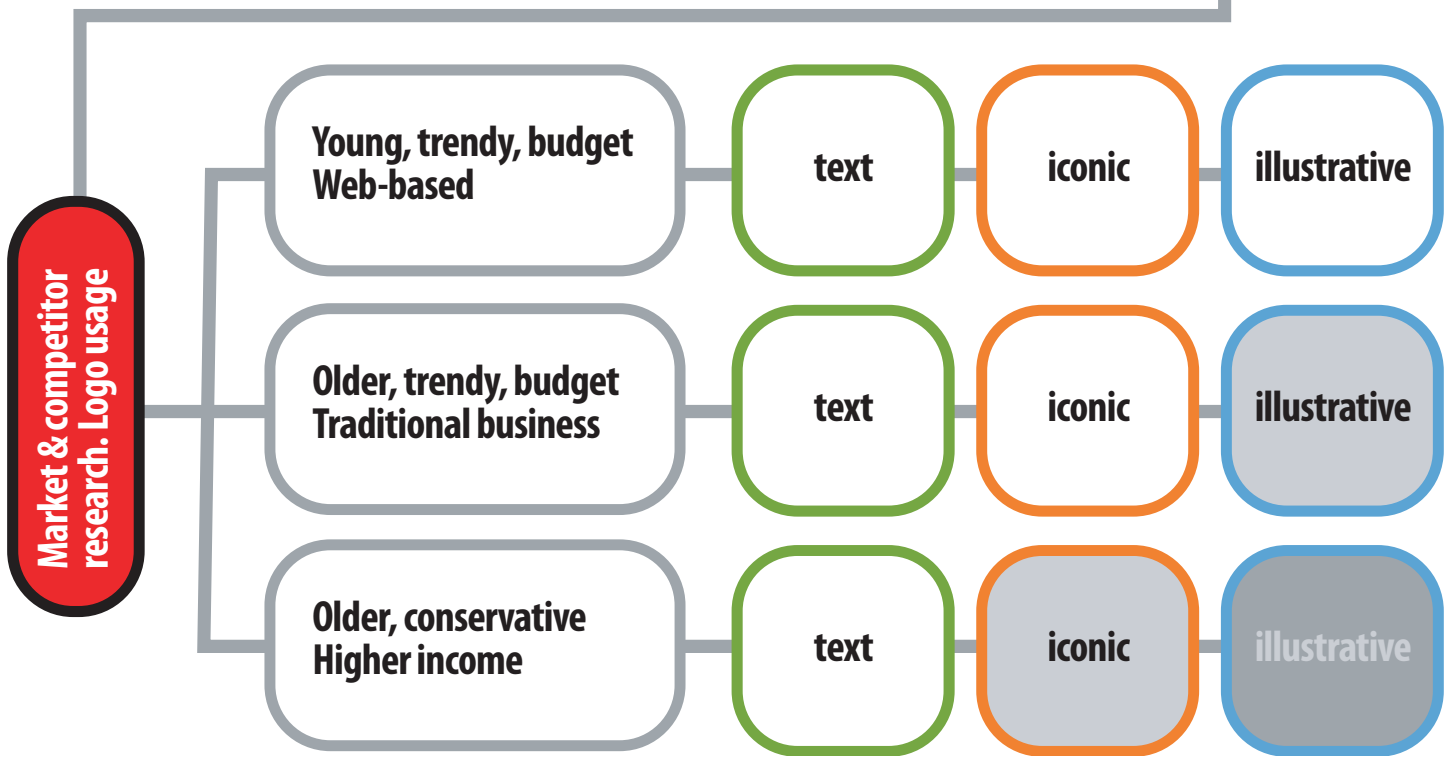 Market & competitor
research. Logo usage
Young, trendy, budget
Web-based
text
iconic
illustrative
Older, trendy, budget
Traditional business
text
iconic
illustrative
Older, conservative
Higher income
text
iconic
illustrative